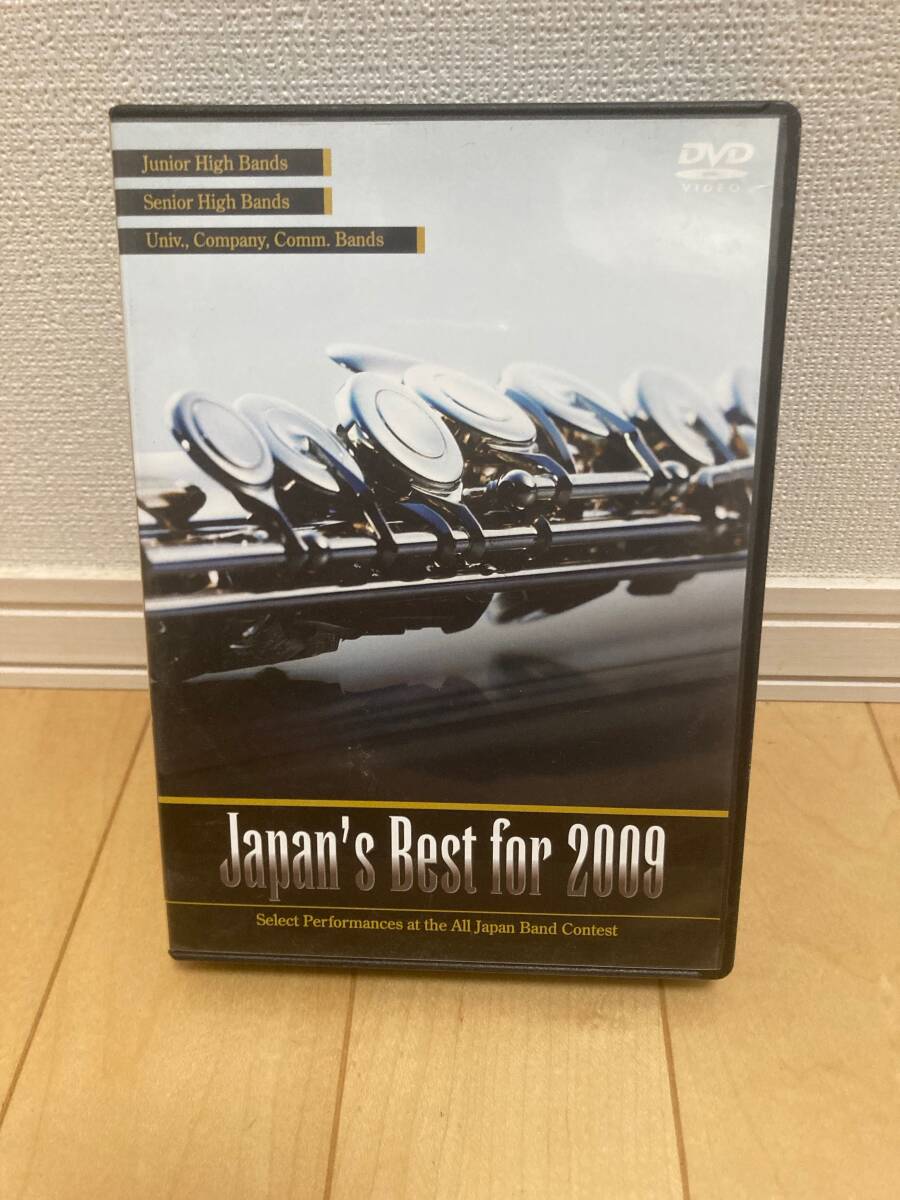 Junior High Bands
DVD
VIDEO
Senior High Bands
Univ., Company, Comm. Bands
Japan's Best for 2009
Select Performances at the All Japan Band Contest